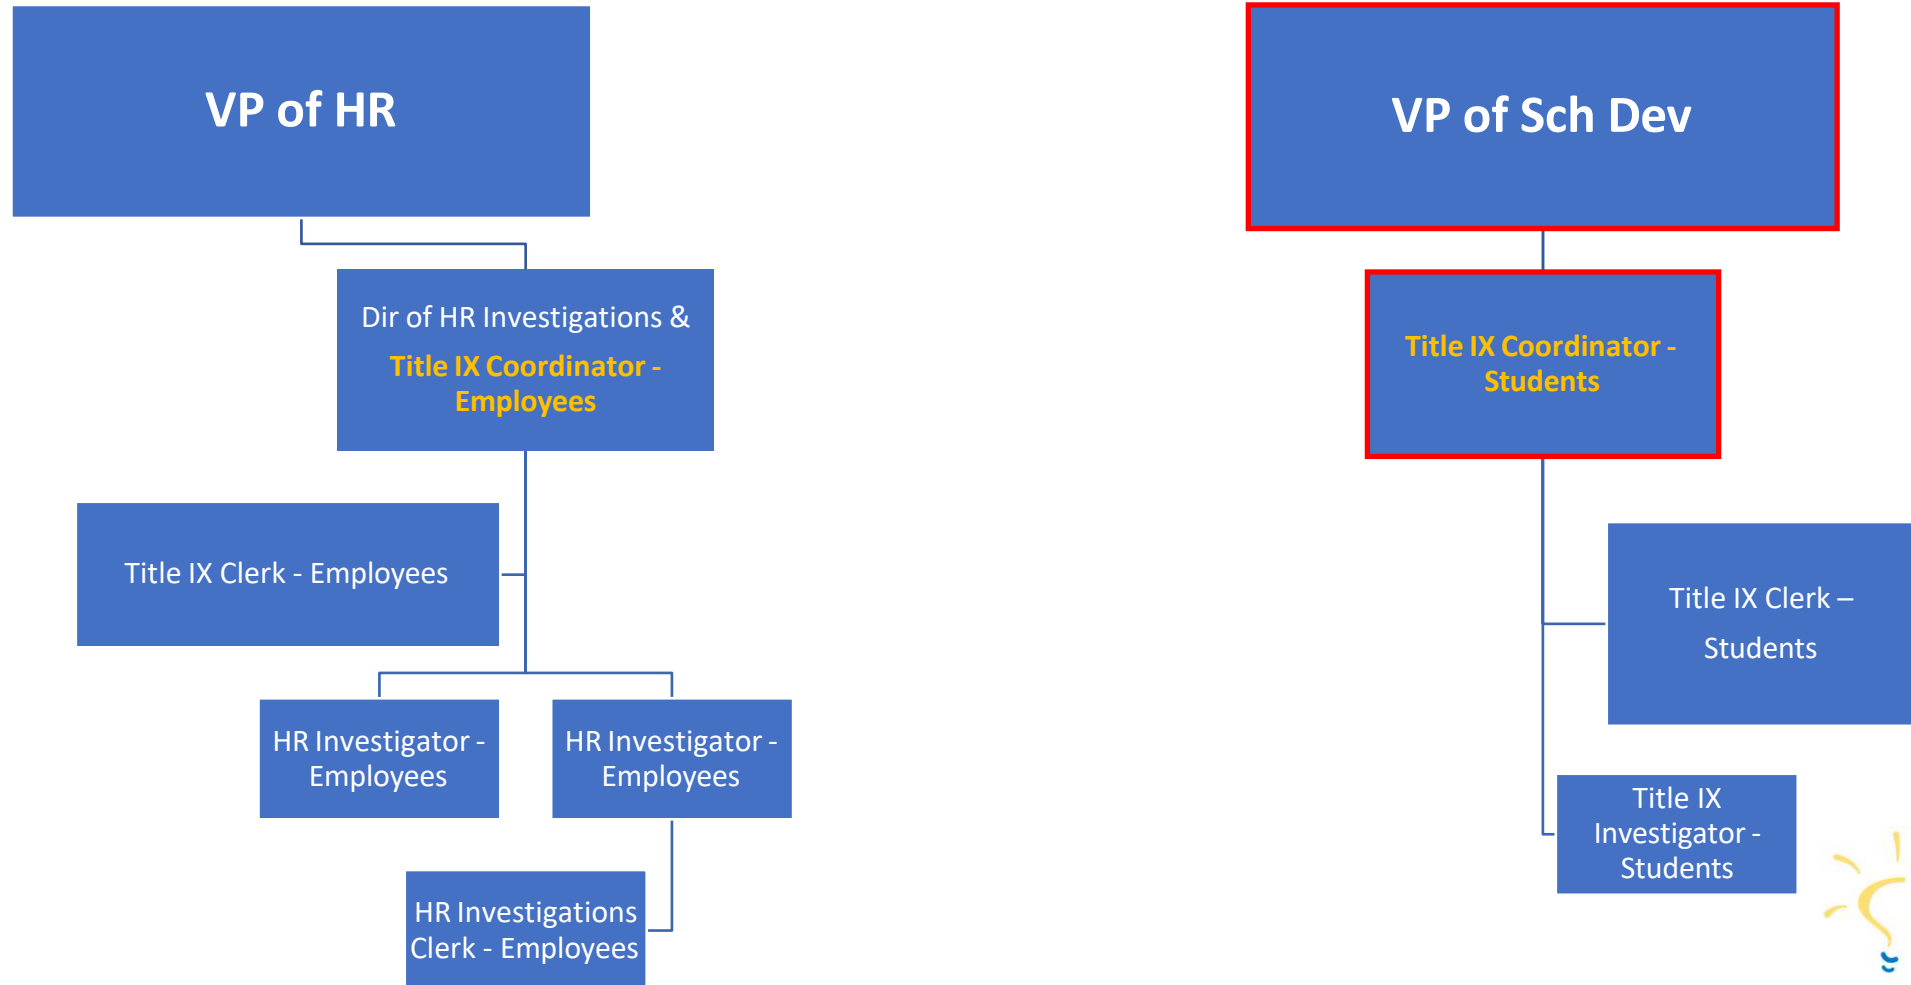 VP of HR
Dir of HR Investigations &
Title IX Coordinator -
Employees
Title IX Clerk - Employees
HR Investigator -
Employees
HR Investigator -
Employees
HR Investigations
Clerk - Employees
VP of Sch Dev
Title IX Coordinator -
Students
Title IX Clerk –
Students
Title IX
Investigator -
Students